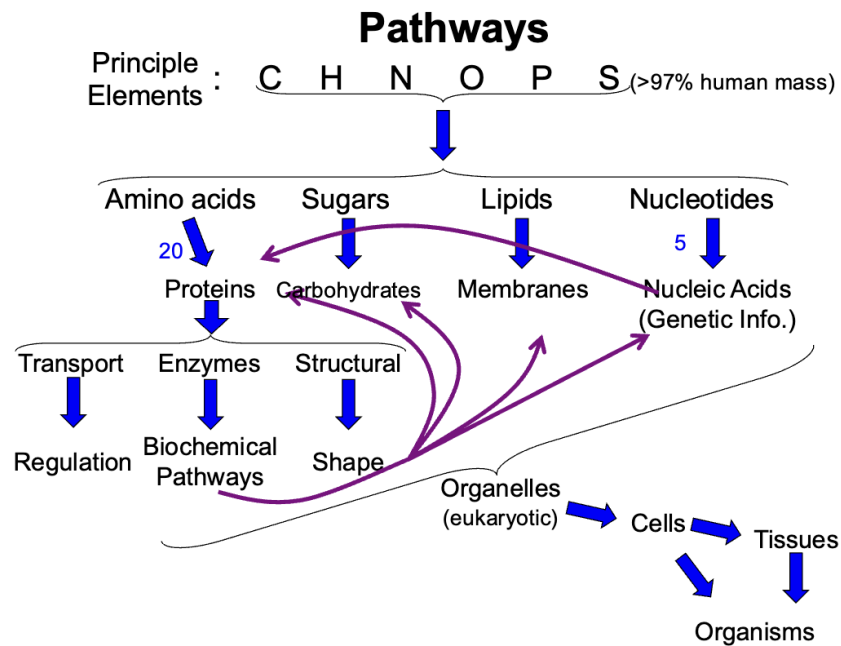 Pathways
Principle
Elements : C H N O P S (>97% human mass)
Amino acids Sugars Lipids Nucleotides
20 5
Proteins Carbohydrates Membranes Nucleic Acids
(Genetic Info.)
Transport Enzymes Structural
Regulation Biochemical
Pathways Shape
Organelles
(eukaryotic) Cells Tissues
Organisms